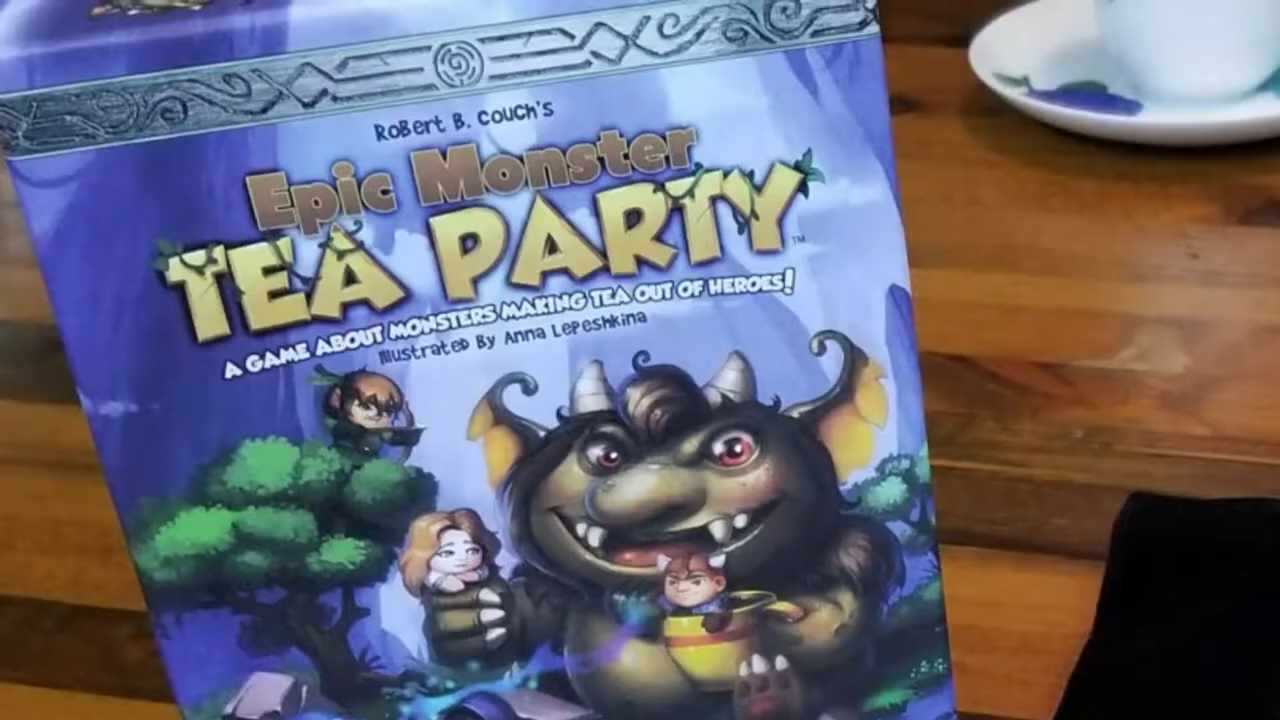 Robert B. Couch's
Epic Monster
TEA PARTY™
A GAME ABOUT MONSTERS MAKING TEA OUT OF HEROES!
Illustrated By Anna Lepeshkina